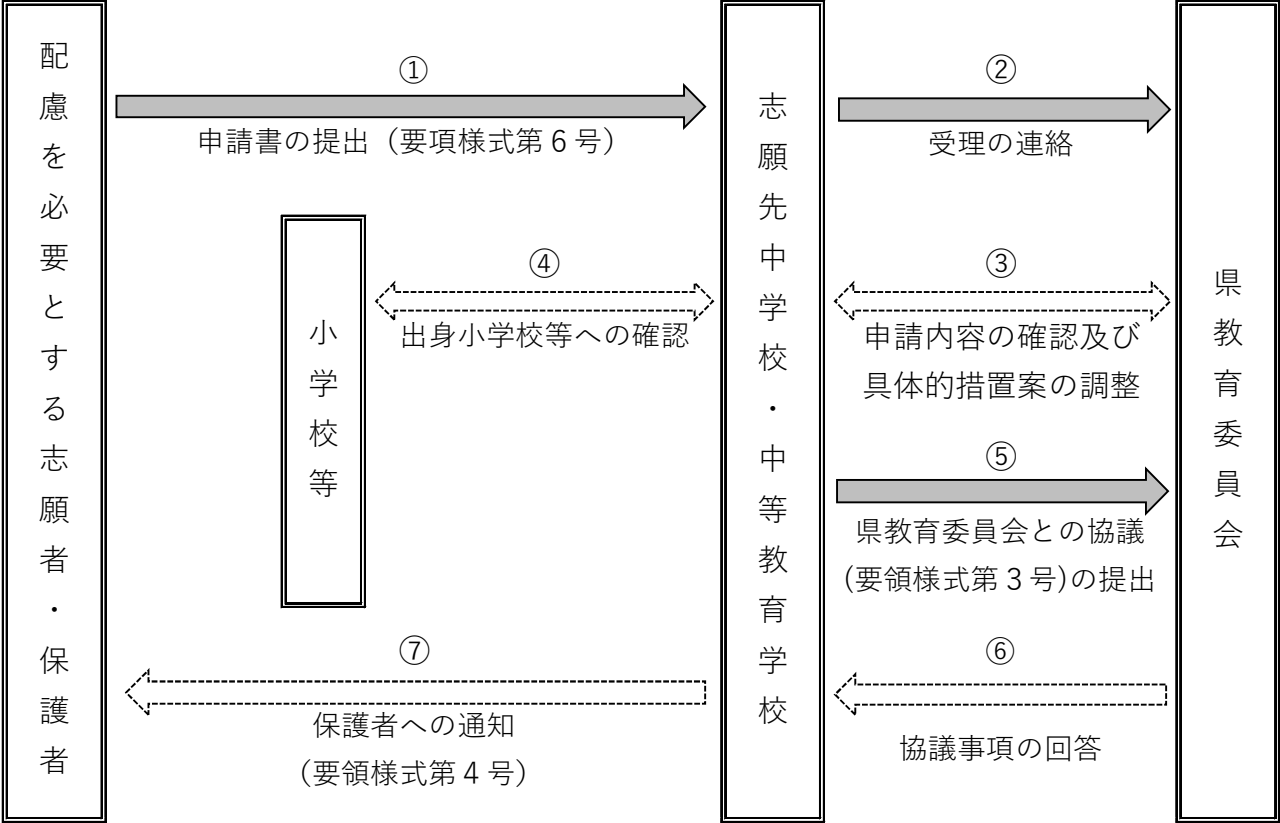 配慮を必要とする志願者・保護者
①
申請書の提出（要項様式第６号）
志願先中学校・中等教育学校
②
受理の連絡
県教育委員会
小学校等
④
出身小学校等への確認
③
申請内容の確認及び
具体的措置案の調整
⑤
県教育委員会との協議
(要領様式第３号)の提出
⑦
保護者への通知
（要領様式第４号）
⑥
協議事項の回答